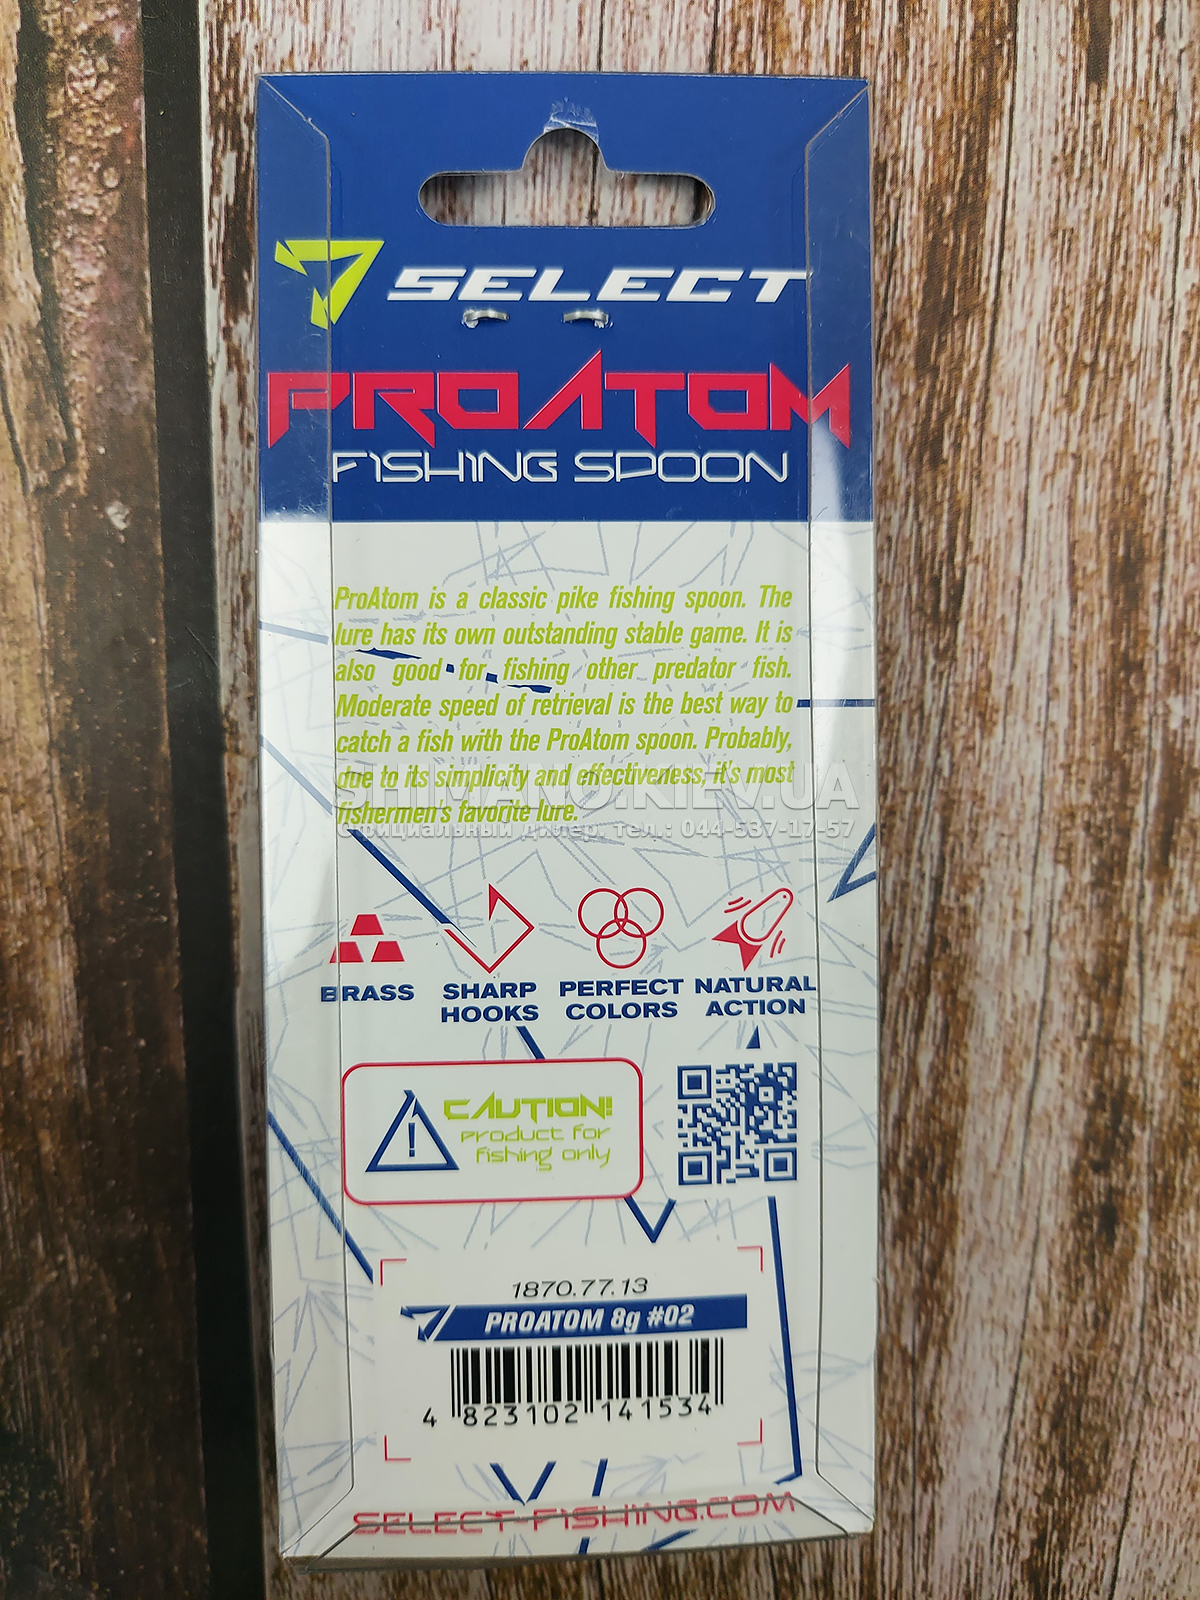 SELECT
PROATOM
FISHING SPOON
ProAtom is a classic pike fishing spoon. The
lure has its own outstanding stable game. It is
also good for fishing other predator fish.
Moderate speed of retrieval is the best way to
catch a fish with the ProAtom spoon. Probably,
due to its simplicity and effectiveness, it's most
fishermen's favorite lure.
SHIMANO.KIEV.UA
Официальный дилер, тел.: 044-537-17-57
BRASS
SHARP
HOOKS
PERFECT
COLORS
NATURAL
ACTION
!
CAUTION!
product for
fishing only
1870.77.13
PROATOM 8g #02
4 823102 141534
SELECT-FISHING.COM